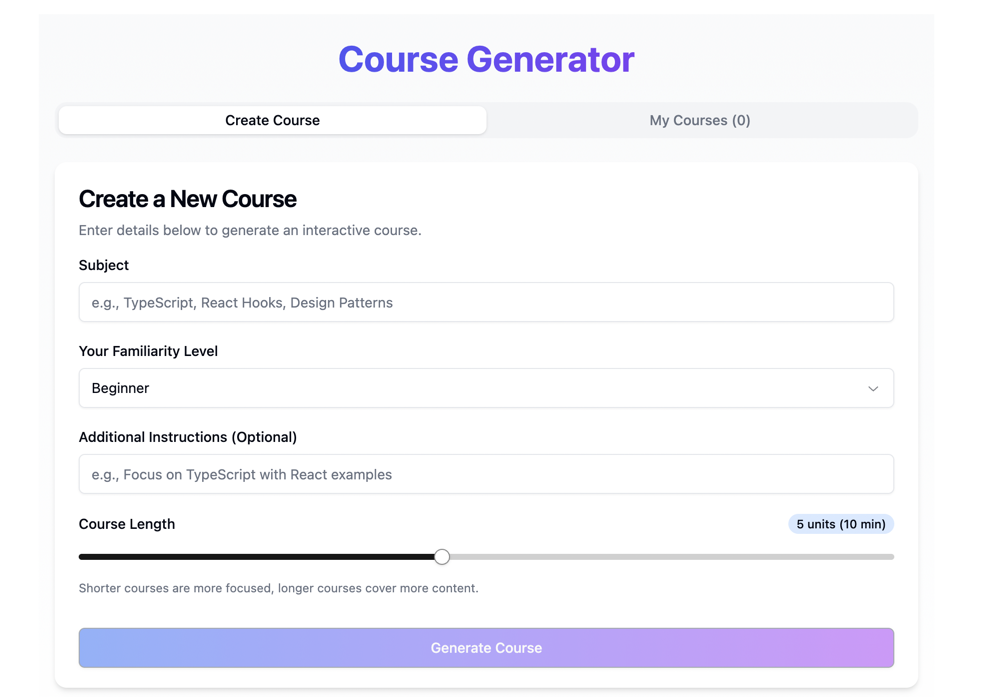 Course Generator
Create Course
My Courses (0)
Create a New Course
Enter details below to generate an interactive course.
Subject
e.g., TypeScript, React Hooks, Design Patterns
Your Familiarity Level
Beginner
Additional Instructions (Optional)
e.g., Focus on TypeScript with React examples
Course Length
5 units (10 min)
Shorter courses are more focused, longer courses cover more content.
Generate Course